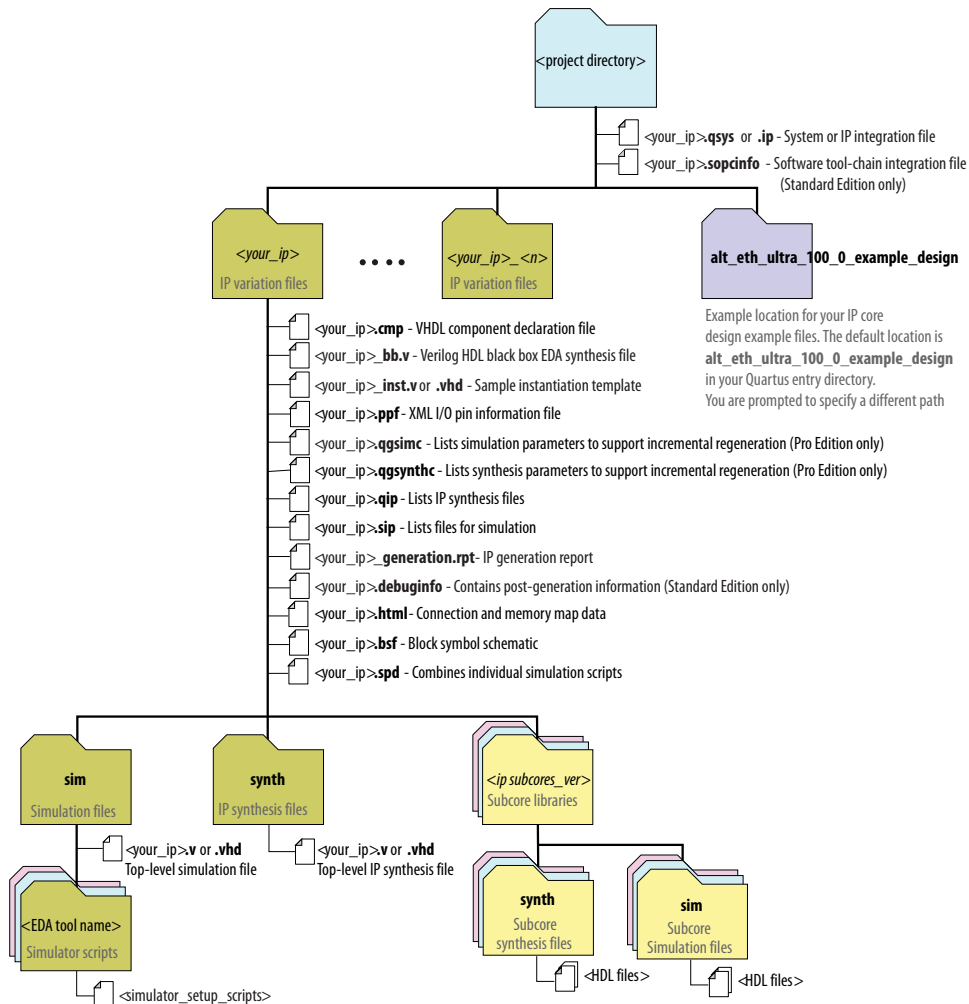 <project directory>
<your_ip>.qsys or .ip - System or IP integration file
<your_ip>.sopcinfo - Software tool-chain integration file
(Standard Edition only)
<your_ip>
IP variation files
<your_ip>_<n>
IP variation files
alt_eth_ultra_100_0_example_design
Example location for your IP core
design example files. The default location is
alt_eth_ultra_100_0_example_design
in your Quartus entry directory.
You are prompted to specify a different path
<your_ip>.cmp - VHDL component declaration file
<your_ip>_bb.v - Verilog HDL black box EDA synthesis file
<your_ip>_inst.v or .vhd - Sample instantiation template
<your_ip>.ppf - XML I/O pin information file
<your_ip>.qgsimc - Lists simulation parameters to support incremental regeneration (Pro Edition only)
<your_ip>.qgsynthc - Lists synthesis parameters to support incremental regeneration (Pro Edition only)
<your_ip>.qip - Lists IP synthesis files
<your_ip>.sip - Lists files for simulation
<your_ip>_generation.rpt- IP generation report
<your_ip>.debuginfo - Contains post-generation information (Standard Edition only)
<your_ip>.html- Connection and memory map data
<your_ip>.bsf - Block symbol schematic
<your_ip>.spd - Combines individual simulation scripts
sim
Simulation files
synth
IP synthesis files
<ip subcores_ver>
Subcore libraries
<your_ip>.v or .vhd
Top-level simulation file
<your_ip>.v or .vhd
Top-level IP synthesis file
<EDA tool name>
Simulator scripts
synth
Subcore
synthesis files
sim
Subcore
Simulation files
<HDL files>
<HDL files>
<simulator_setup_scripts>